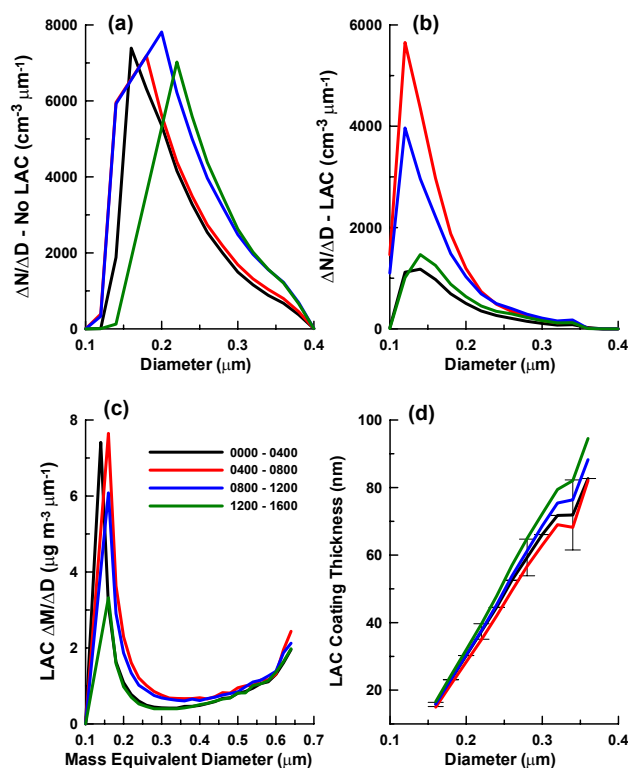 (a)
8000
6000
4000
2000
0
ΔN/ΔD - No LAC (cm⁻³ μm⁻¹)
0.1 0.2 0.3 0.4
Diameter (μm)
(b)
6000
4000
2000
0
ΔN/ΔD - LAC (cm⁻³ μm⁻¹)
0.1 0.2 0.3 0.4
Diameter (μm)
(c)
8
6
4
2
0
LAC ΔM/ΔD (μg m⁻³ μm⁻¹)
0000 - 0400
0400 - 0800
0800 - 1200
1200 - 1600
0.1 0.2 0.3 0.4 0.5 0.6 0.7
Mass Equivalent Diameter (μm)
(d)
100
80
60
40
20
LAC Coating Thickness (nm)
0.1 0.2 0.3 0.4
Diameter (μm)